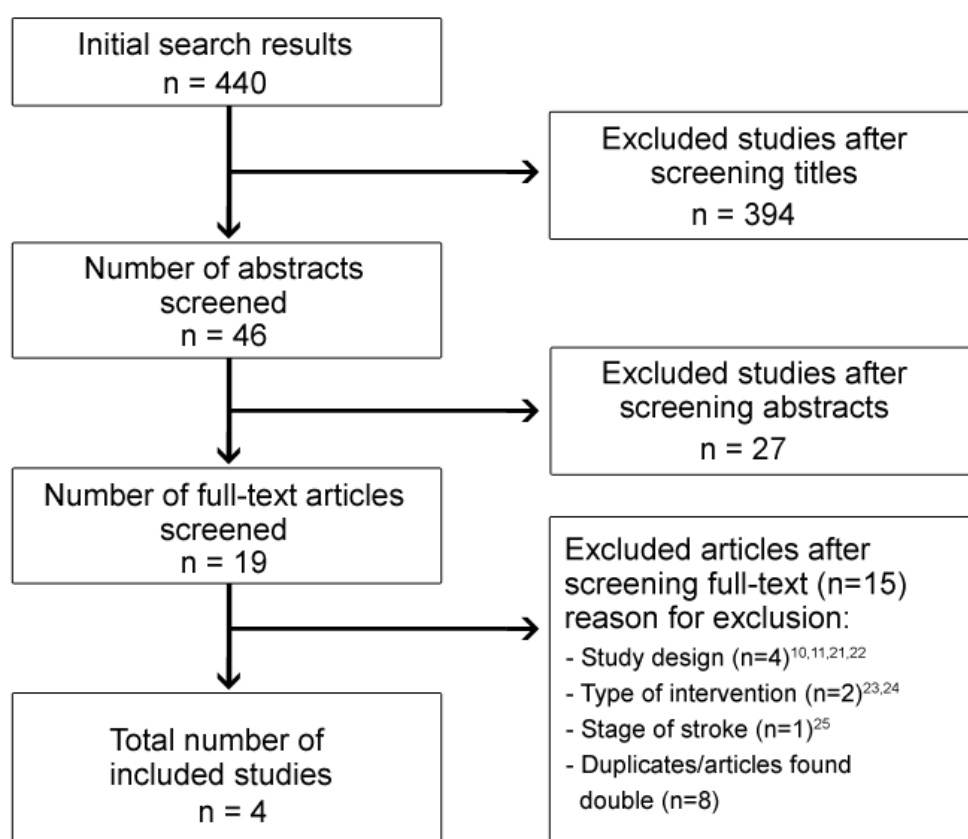 Initial search results
n = 440
Excluded studies after
screening titles
n = 394
Number of abstracts
screened
n = 46
Excluded studies after
screening abstracts
n = 27
Number of full-text articles
screened
n = 19
Excluded articles after
screening full-text (n=15)
reason for exclusion:
- Study design (n=4)10,11,21,22
- Type of intervention (n=2)23,24
- Stage of stroke (n=1)25
- Duplicates/articles found
double (n=8)
Total number of
included studies
n = 4